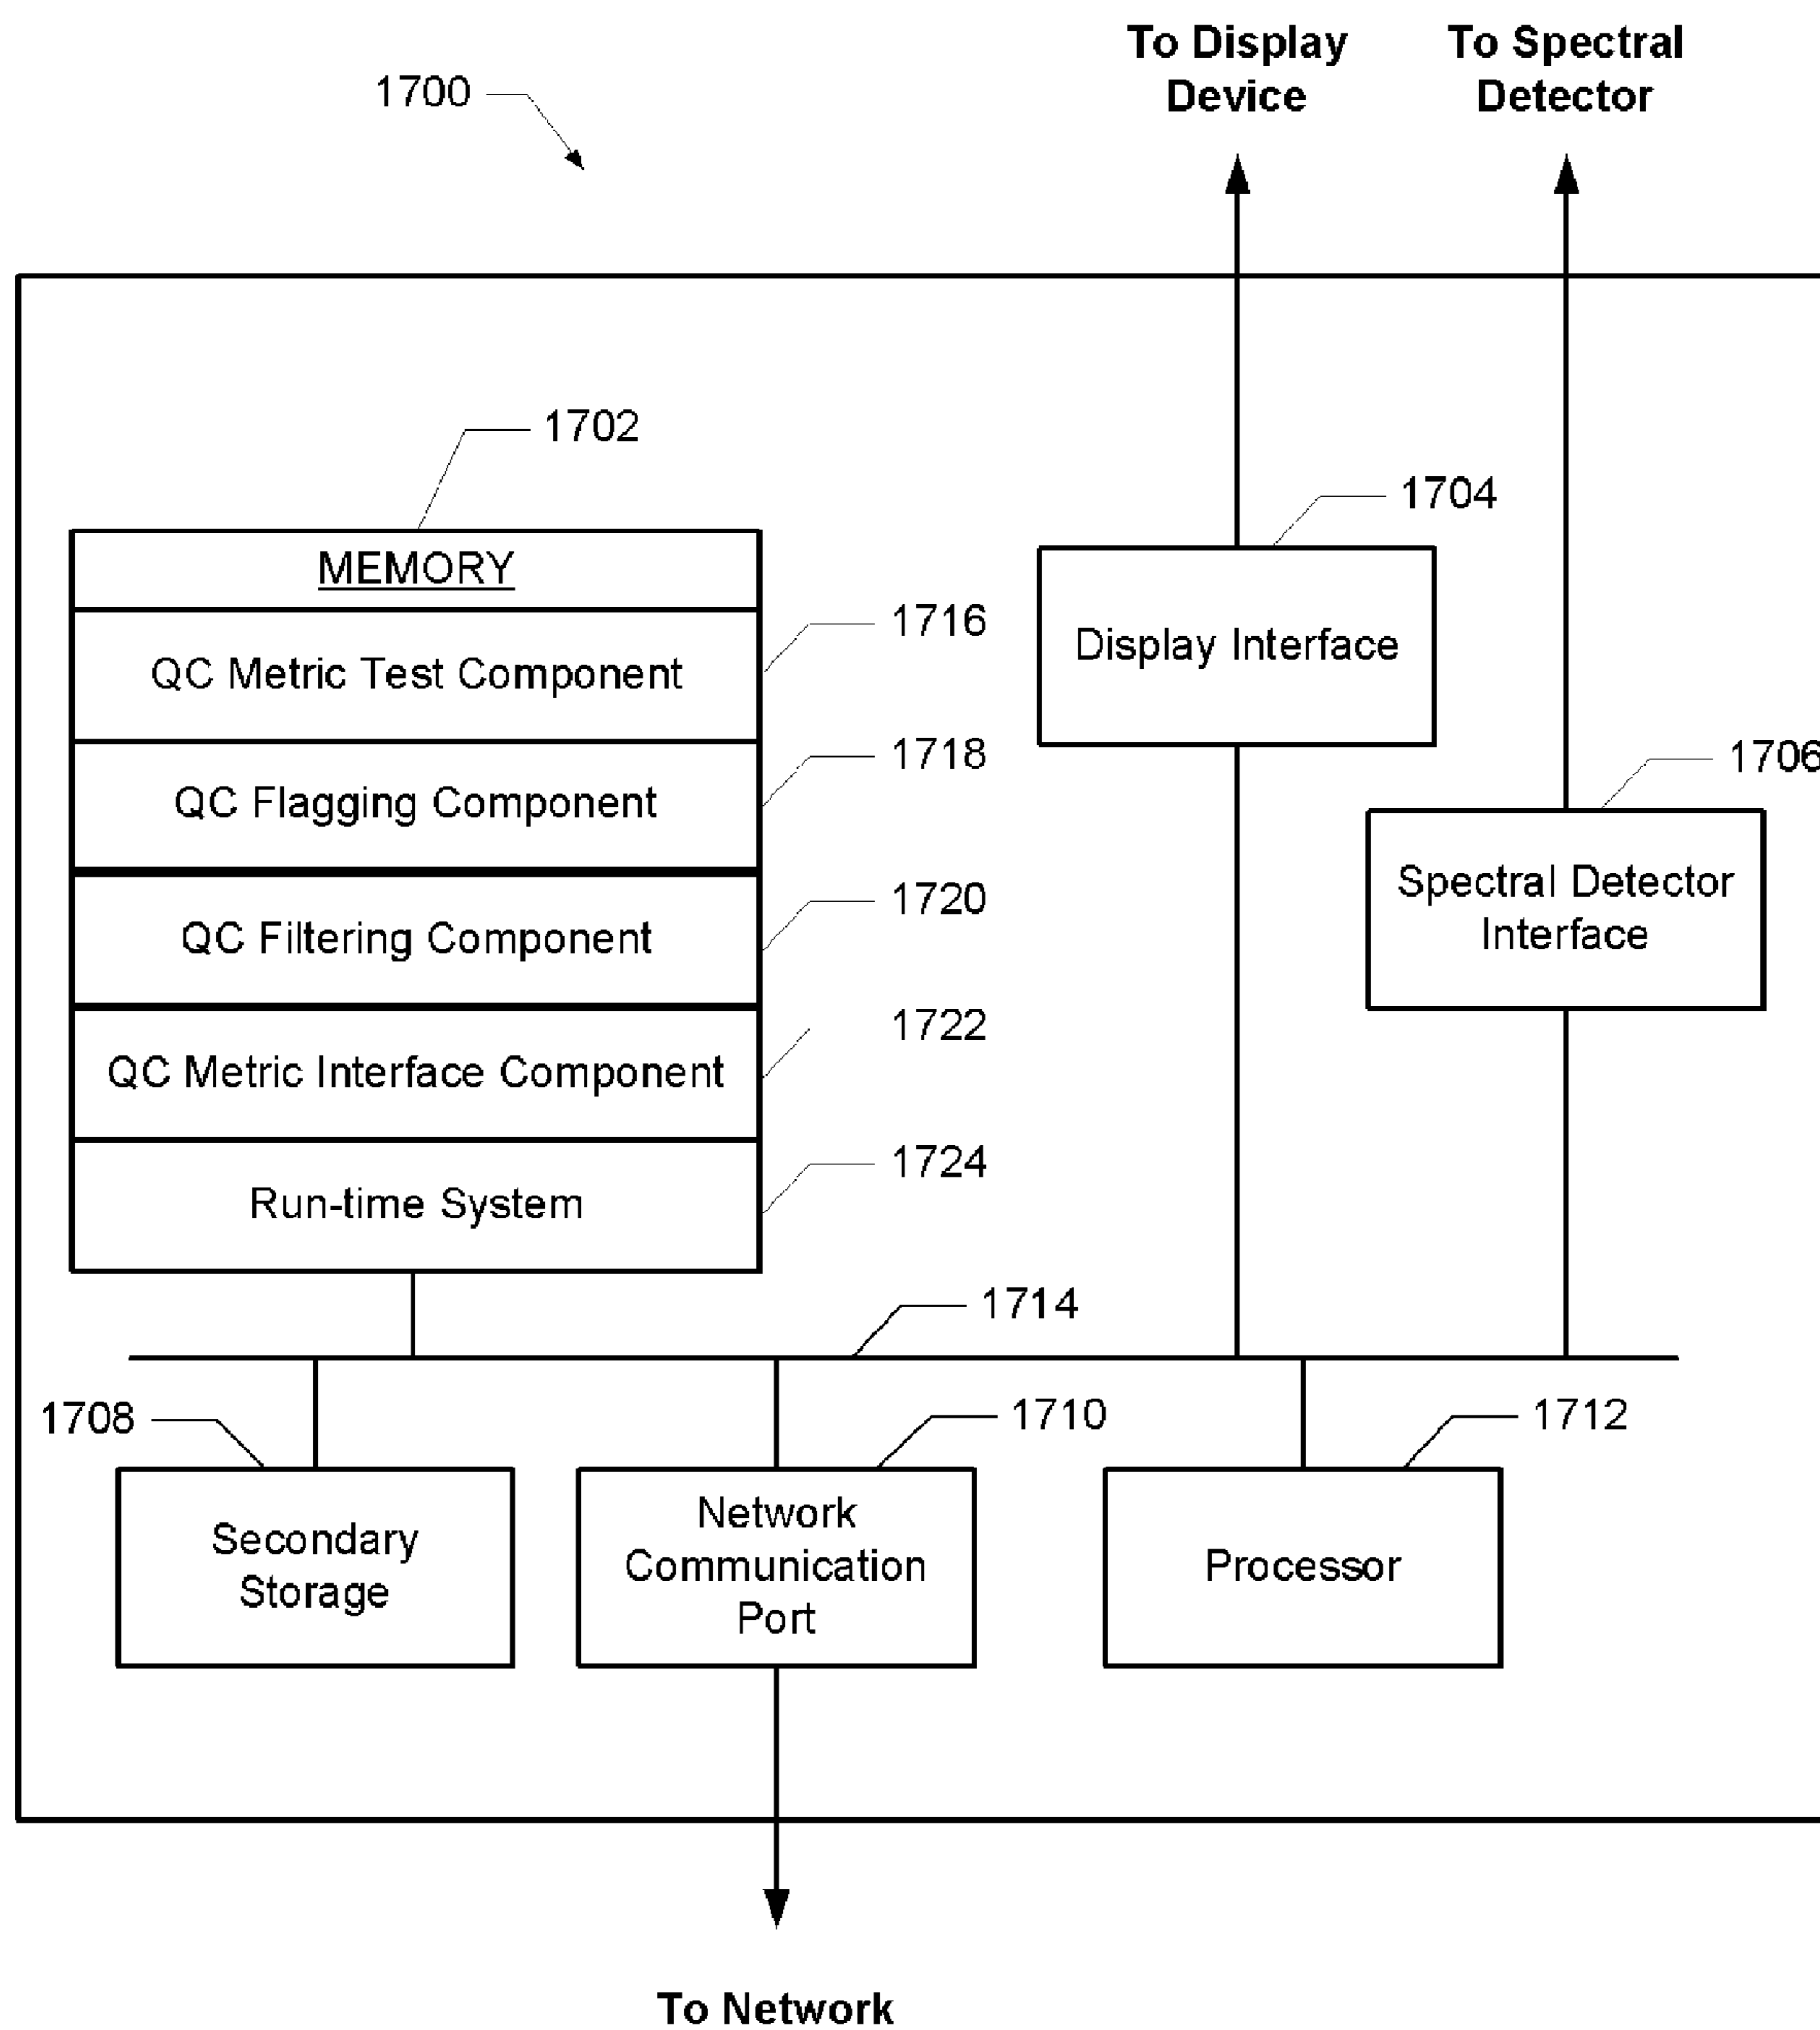 To Display
Device
To Spectral
Detector
1700
1702
1704
MEMORY
1716
QC Metric Test Component
Display Interface
1718
1706
QC Flagging Component
Spectral Detector
Interface
1720
QC Filtering Component
1722
QC Metric Interface Component
1724
Run-time System
1714
1708
1710
1712
Secondary
Storage
Network
Communication
Port
Processor
To Network